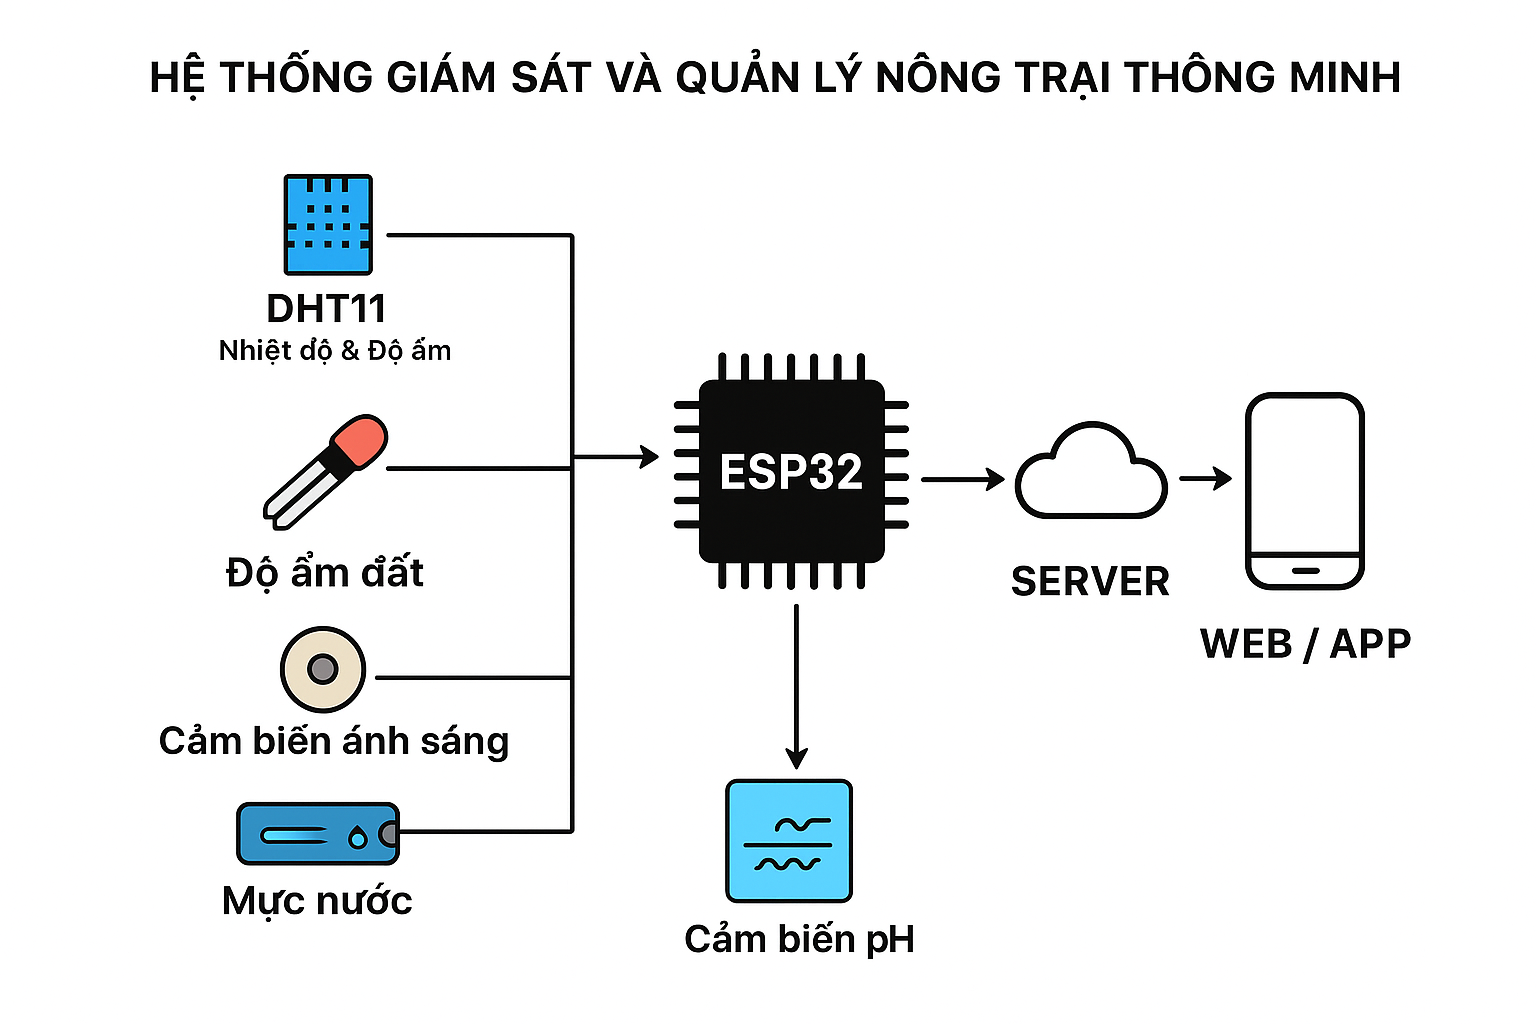 HỆ THỐNG GIÁM SÁT VÀ QUẢN LÝ NÔNG TRẠI THÔNG MINH
DHT11
Nhiệt độ & Độ ẩm
Độ ẩm đất
Cảm biến ánh sáng
Mực nước
ESP32
SERVER
WEB / APP
Cảm biến pH